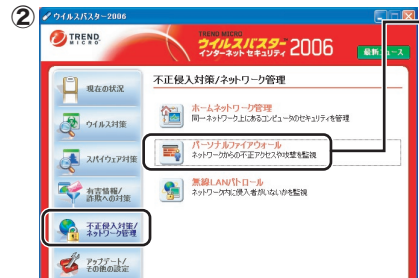 ②
ウイルスバスター2006
TREND MICRO
TREND MICRO
ウイルスバスター
インターネット セキュリティ 2006
最新ニュース
不正侵入対策/ネットワーク管理
現在の状況
ウイルス対策
スパイウェア対策
有害情報/
詐欺への対策
不正侵入対策/
ネットワーク管理
アップデート/
その他の設定
ホームネットワーク管理
同一ネットワーク上にあるコンピュータのセキュリティを管理
パーソナルファイアウォール
ネットワークからの不正アクセスや攻撃を監視
無線LANパトロール
ネットワーク内に侵入者がいないかを監視